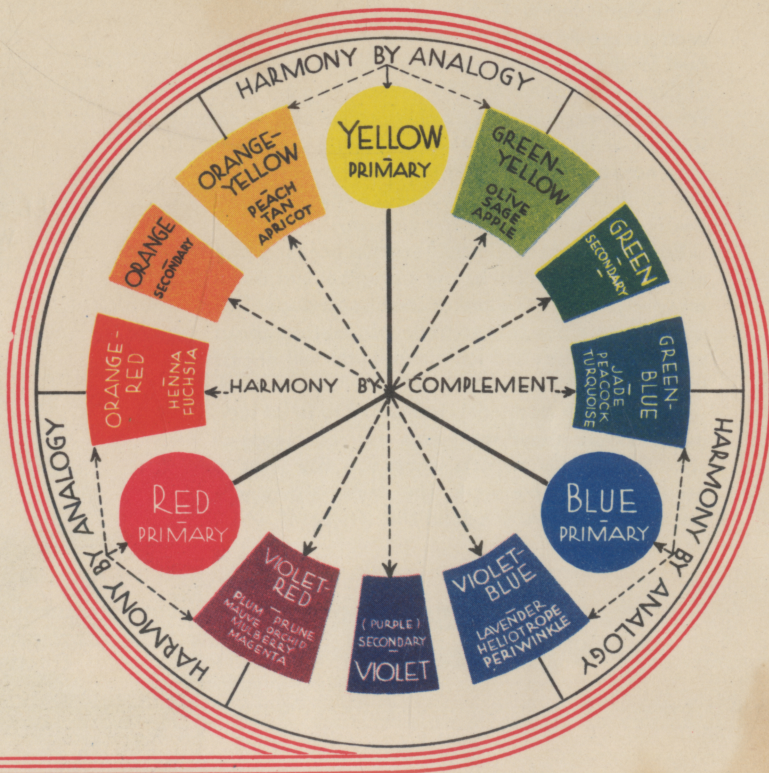 HARMONY BY ANALOGY
YELLOW
PRIMARY
GREEN-
YELLOW
OLIVE
SAGE
APPLE
GREEN
SECONDARY
GREEN-
BLUE
JADE
PEACOCK
TURQUOISE
HARMONY BY ANALOGY
BLUE
PRIMARY
VIOLET-
BLUE
LAVENDER
HELIOTROPE
PERIWINKLE
(PURPLE)
SECONDARY
VIOLET
VIOLET-
RED
PLUM - PRUNE
MAUVE ORCHID
MULBERRY
MAGENTA
HARMONY BY ANALOGY
RED
PRIMARY
ORANGE-
RED
HENNA
FUCHSIA
ORANGE
SECONDARY
ORANGE-
YELLOW
PEACH
TAN
APRICOT
HARMONY BY COMPLEMENT